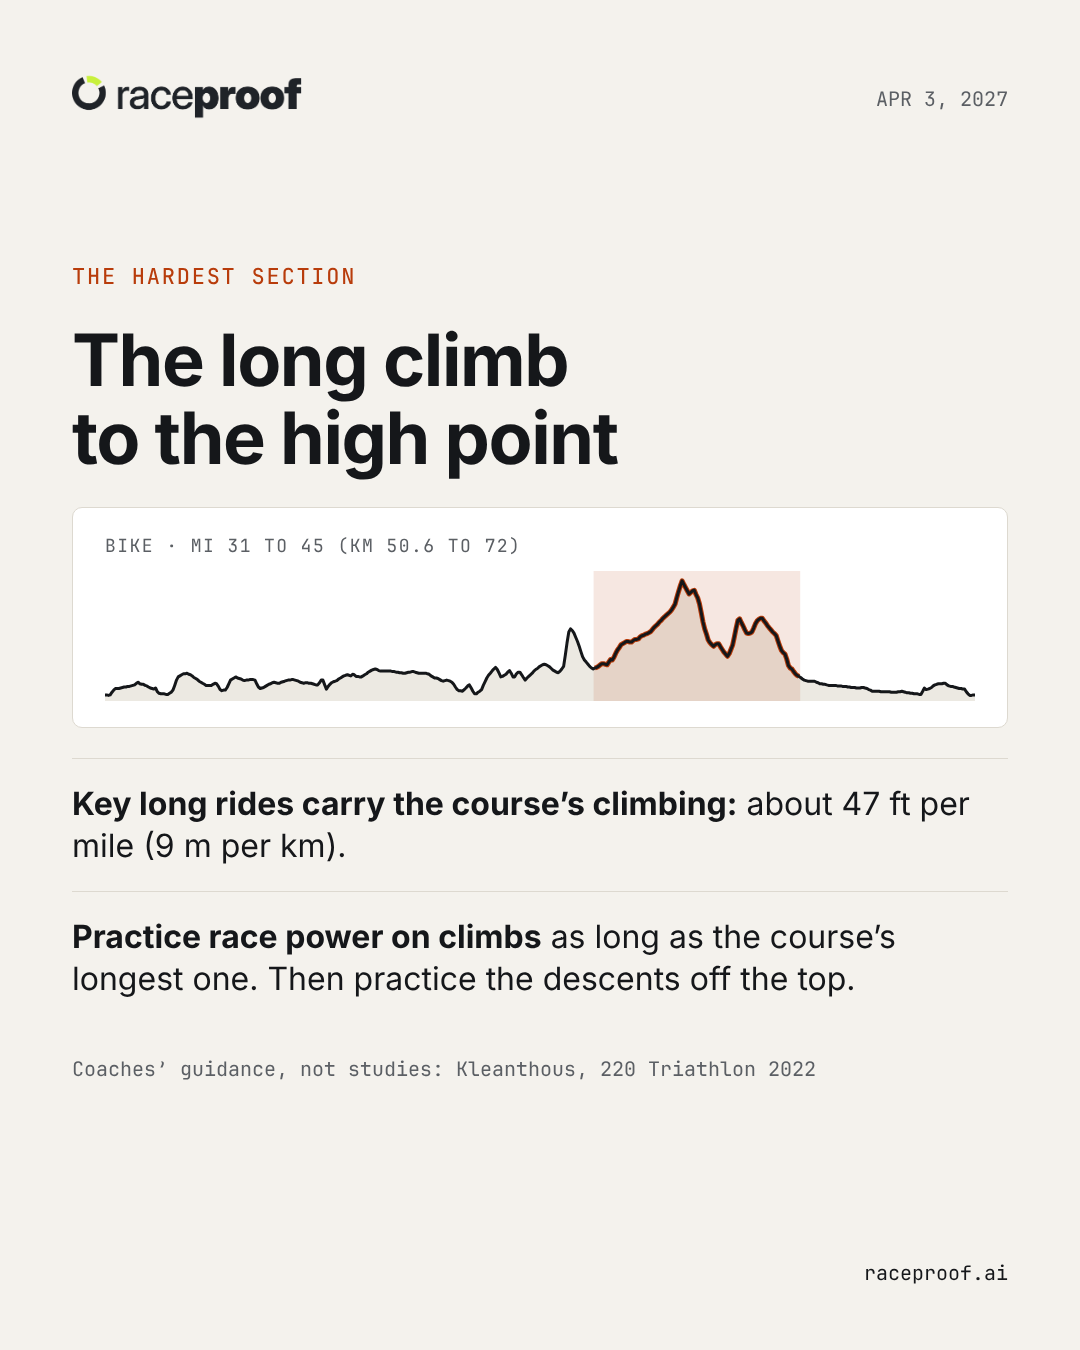 raceproof
APR 3, 2027
THE HARDEST SECTION
The long climb
to the high point
BIKE · MI 31 TO 45 (KM 50.6 TO 72)
Key long rides carry the course’s climbing: about 47 ft per
mile (9 m per km).
Practice race power on climbs as long as the course’s
longest one. Then practice the descents off the top.
Coaches’ guidance, not studies: Kleanthous, 220 Triathlon 2022
raceproof.ai